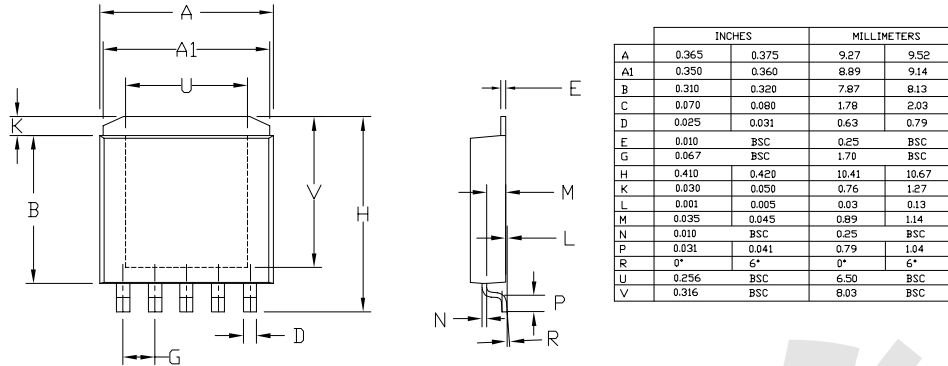 A
A1
U
K
B
V
H
G
D
E
M
L
P
N
R
INCHES MILLIMETERS
A 0.365 0.375 9.27 9.52
A1 0.350 0.360 8.89 9.14
B 0.310 0.320 7.87 8.13
C 0.070 0.080 1.78 2.03
D 0.025 0.031 0.63 0.79
E 0.010 BSC 0.25 BSC
G 0.067 BSC 1.70 BSC
H 0.410 0.420 10.41 10.67
K 0.030 0.050 0.76 1.27
L 0.001 0.005 0.03 0.13
M 0.035 0.045 0.89 1.14
N 0.010 BSC 0.25 BSC
P 0.031 0.041 0.79 1.04
R 0° 6° 0° 6°
U 0.256 BSC 6.50 BSC
V 0.316 BSC 8.03 BSC